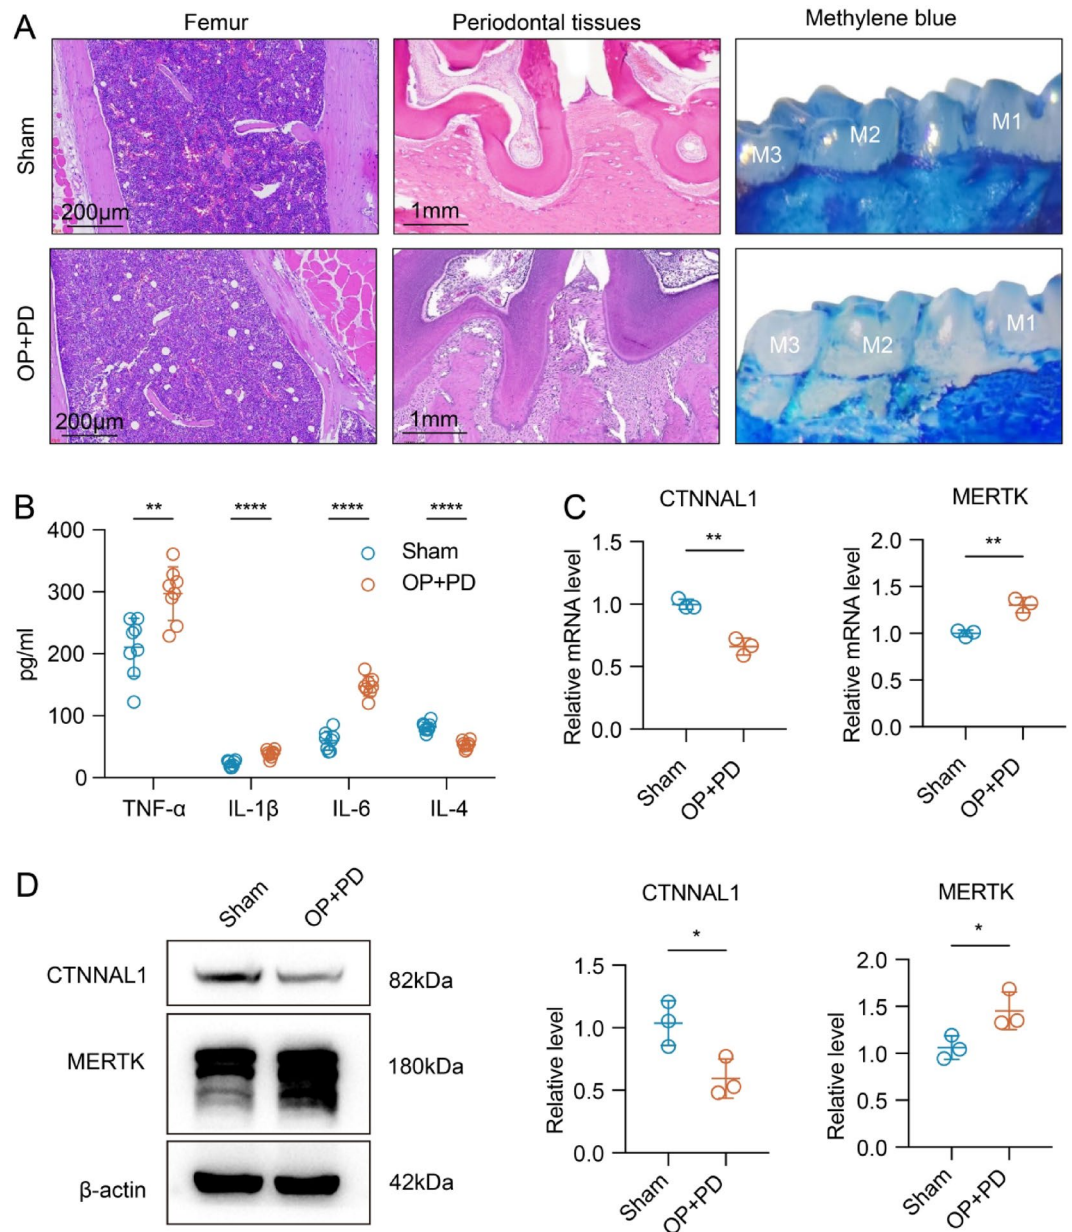 A
Femur
Periodontal tissues
Methylene blue
Sham
200μm
1mm
M3
M2
M1
OP+PD
200μm
1mm
M3
M2
M1
B
** **** **** ****
400
300
200
100
0
pg/ml
Sham
OP+PD
TNF-α IL-1β IL-6 IL-4
C
CTNNAL1
**
Relative mRNA level
1.5
1.0
0.5
0.0
Sham
OP+PD
MERTK
**
Relative mRNA level
2.0
1.5
1.0
0.5
0.0
Sham
OP+PD
D
Sham
OP+PD
CTNNAL1 82kDa
MERTK 180kDa
β-actin 42kDa
CTNNAL1
*
Relative level
1.5
1.0
0.5
0.0
Sham
OP+PD
MERTK
*
Relative level
2.0
1.5
1.0
0.5
0.0
Sham
OP+PD